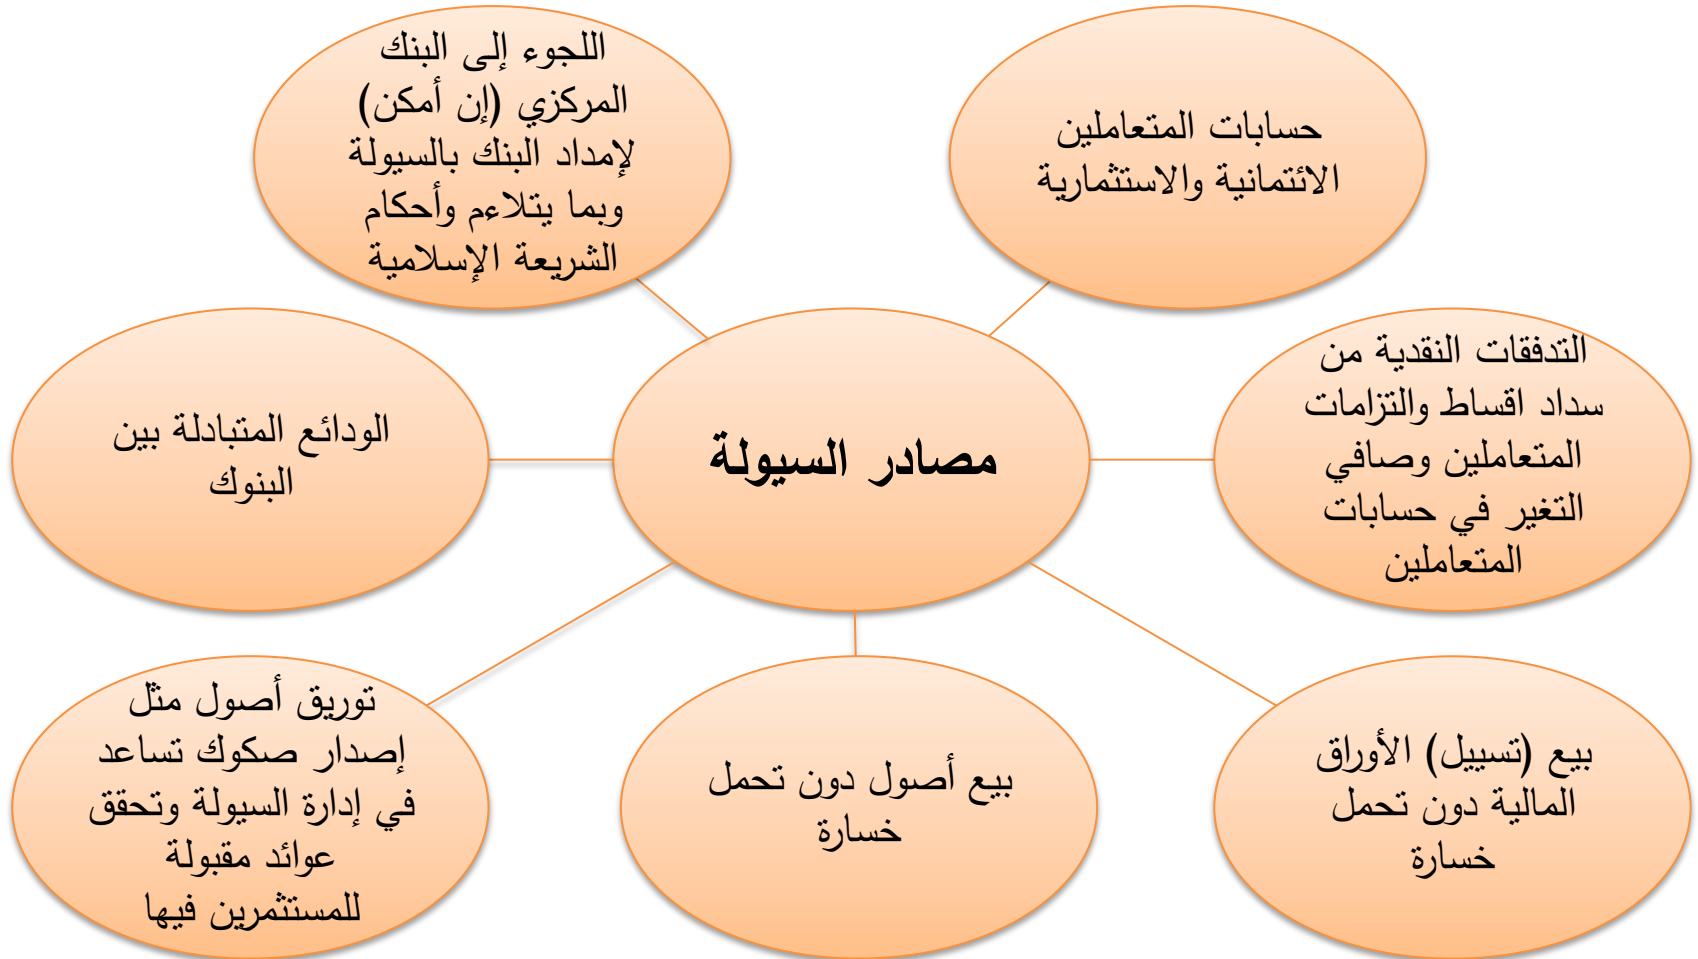 اللجوء إلى البنك
المركزي (إن أمكن)
لإمداد البنك بالسيولة
وبما يتلاءم وأحكام
الشريعة الإسلامية
حسابات المتعاملين
الائتمانية والاستثمارية
التدفقات النقدية من
سداد اقساط والتزامات
المتعاملين وصافي
التغير في حسابات
المتعاملين
مصادر السيولة
الودائع المتبادلة بين
البنوك
بيع (تسييل) الأوراق
المالية دون تحمل
خسارة
بيع أصول دون تحمل
خسارة
توريق أصول مثل
إصدار صكوك تساعد
في إدارة السيولة وتحقق
عوائد مقبولة
للمستثمرين فيها